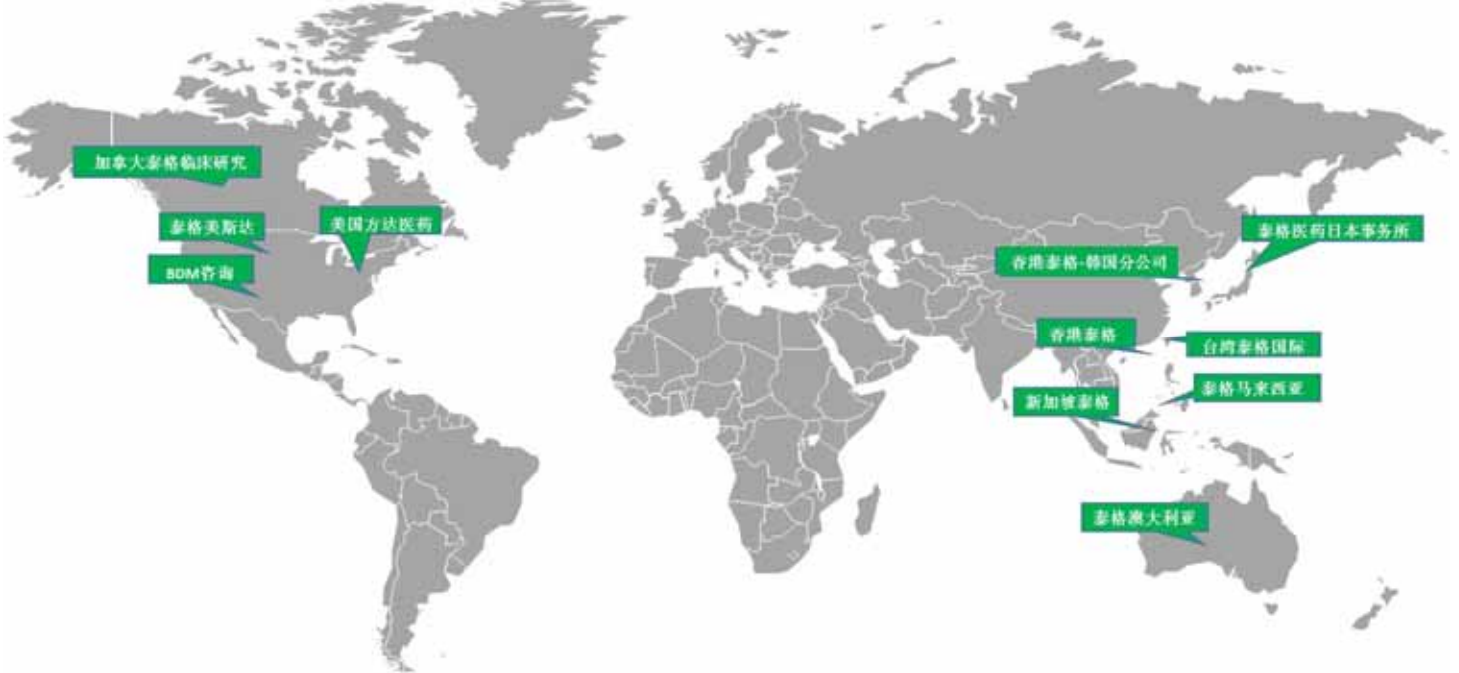 加拿大泰格临床研究
泰格美斯达
美国方达医药
泰格医药日本事务所
香港泰格-韩国分公司
BDM咨询
香港泰格
台湾泰格国际
泰格马来西亚
新加坡泰格
泰格澳大利亚